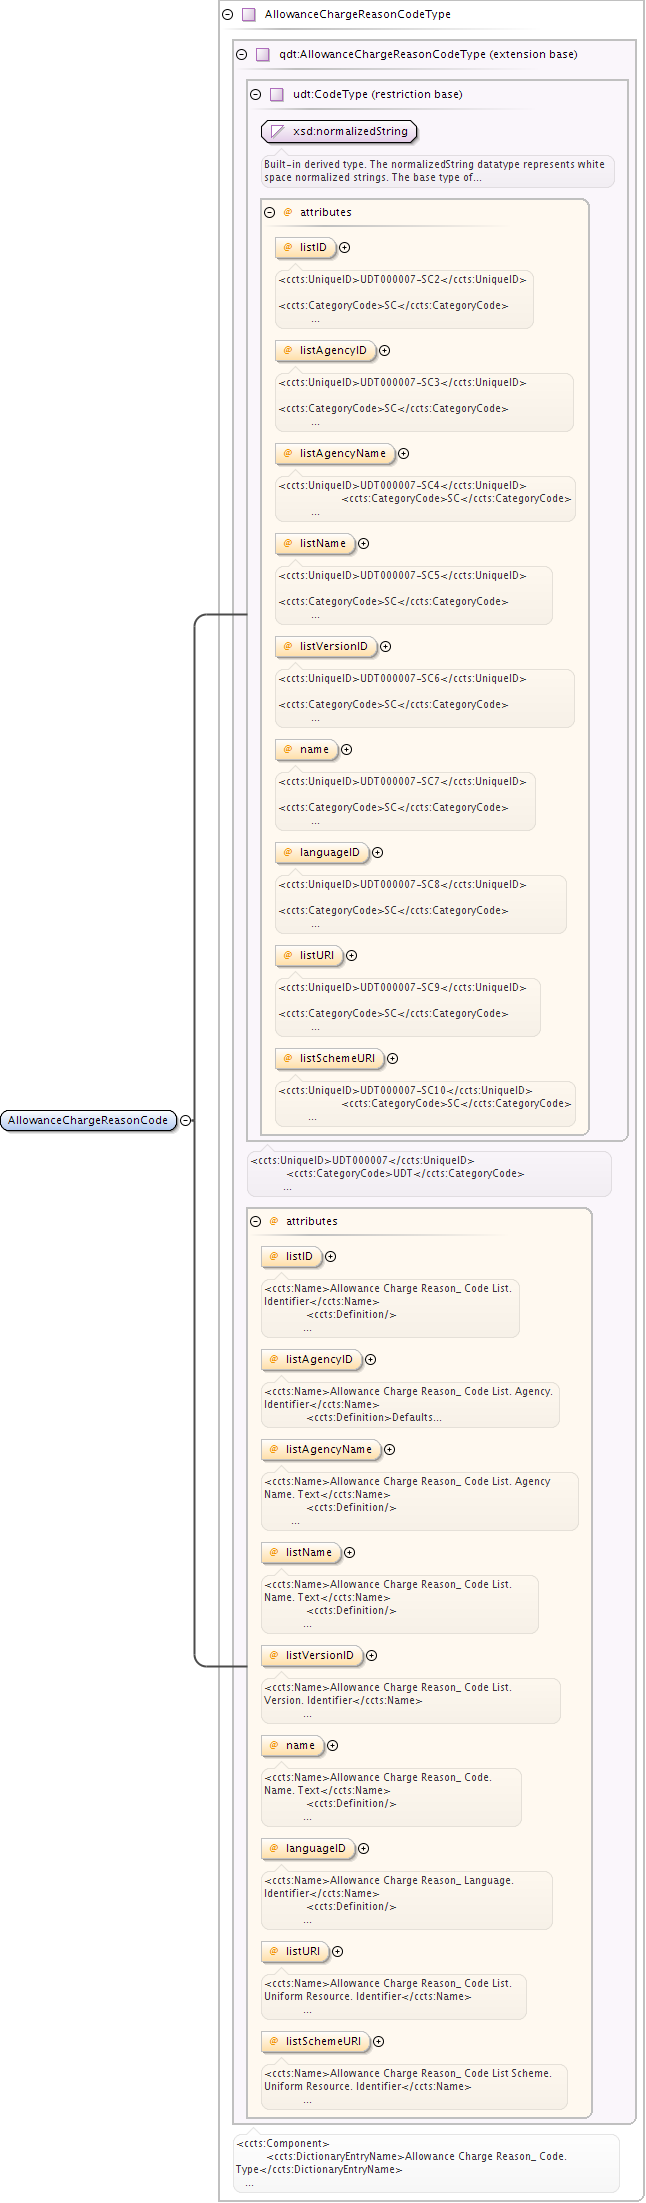 AllowanceChargeReasonCodeType
qdt:AllowanceChargeReasonCodeType (extension base)
udt:CodeType (restriction base)
xsd:normalizedString
Built-in derived type. The normalizedString datatype represents white
space normalized strings. The base type of...
@ attributes
@ listID
<ccts:UniqueID>UDT000007-SC2</ccts:UniqueID>
<ccts:CategoryCode>SC</ccts:CategoryCode>
...
@ listAgencyID
<ccts:UniqueID>UDT000007-SC3</ccts:UniqueID>
<ccts:CategoryCode>SC</ccts:CategoryCode>
...
@ listAgencyName
<ccts:UniqueID>UDT000007-SC4</ccts:UniqueID>
<ccts:CategoryCode>SC</ccts:CategoryCode>
...
@ listName
<ccts:UniqueID>UDT000007-SC5</ccts:UniqueID>
<ccts:CategoryCode>SC</ccts:CategoryCode>
...
@ listVersionID
<ccts:UniqueID>UDT000007-SC6</ccts:UniqueID>
<ccts:CategoryCode>SC</ccts:CategoryCode>
...
@ name
<ccts:UniqueID>UDT000007-SC7</ccts:UniqueID>
<ccts:CategoryCode>SC</ccts:CategoryCode>
...
@ languageID
<ccts:UniqueID>UDT000007-SC8</ccts:UniqueID>
<ccts:CategoryCode>SC</ccts:CategoryCode>
...
@ listURI
<ccts:UniqueID>UDT000007-SC9</ccts:UniqueID>
<ccts:CategoryCode>SC</ccts:CategoryCode>
...
@ listSchemeURI
<ccts:UniqueID>UDT000007-SC10</ccts:UniqueID>
<ccts:CategoryCode>SC</ccts:CategoryCode>
...
AllowanceChargeReasonCode
<ccts:UniqueID>UDT000007</ccts:UniqueID>
<ccts:CategoryCode>UDT</ccts:CategoryCode>
...
@ attributes
@ listID
<ccts:Name>Allowance Charge Reason_ Code List.
Identifier</ccts:Name>
<ccts:Definition/>
...
@ listAgencyID
<ccts:Name>Allowance Charge Reason_ Code List. Agency.
Identifier</ccts:Name>
<ccts:Definition>Defaults...
@ listAgencyName
<ccts:Name>Allowance Charge Reason_ Code List. Agency
Name. Text</ccts:Name>
<ccts:Definition/>
...
@ listName
<ccts:Name>Allowance Charge Reason_ Code List.
Name. Text</ccts:Name>
<ccts:Definition/>
...
@ listVersionID
<ccts:Name>Allowance Charge Reason_ Code List.
Version. Identifier</ccts:Name>
...
@ name
<ccts:Name>Allowance Charge Reason_ Code.
Name. Text</ccts:Name>
<ccts:Definition/>
...
@ languageID
<ccts:Name>Allowance Charge Reason_ Language.
Identifier</ccts:Name>
<ccts:Definition/>
...
@ listURI
<ccts:Name>Allowance Charge Reason_ Code List.
Uniform Resource. Identifier</ccts:Name>
...
@ listSchemeURI
<ccts:Name>Allowance Charge Reason_ Code List Scheme.
Uniform Resource. Identifier</ccts:Name>
...
<ccts:Component>
<ccts:DictionaryEntryName>Allowance Charge Reason_ Code.
Type</ccts:DictionaryEntryName>
...